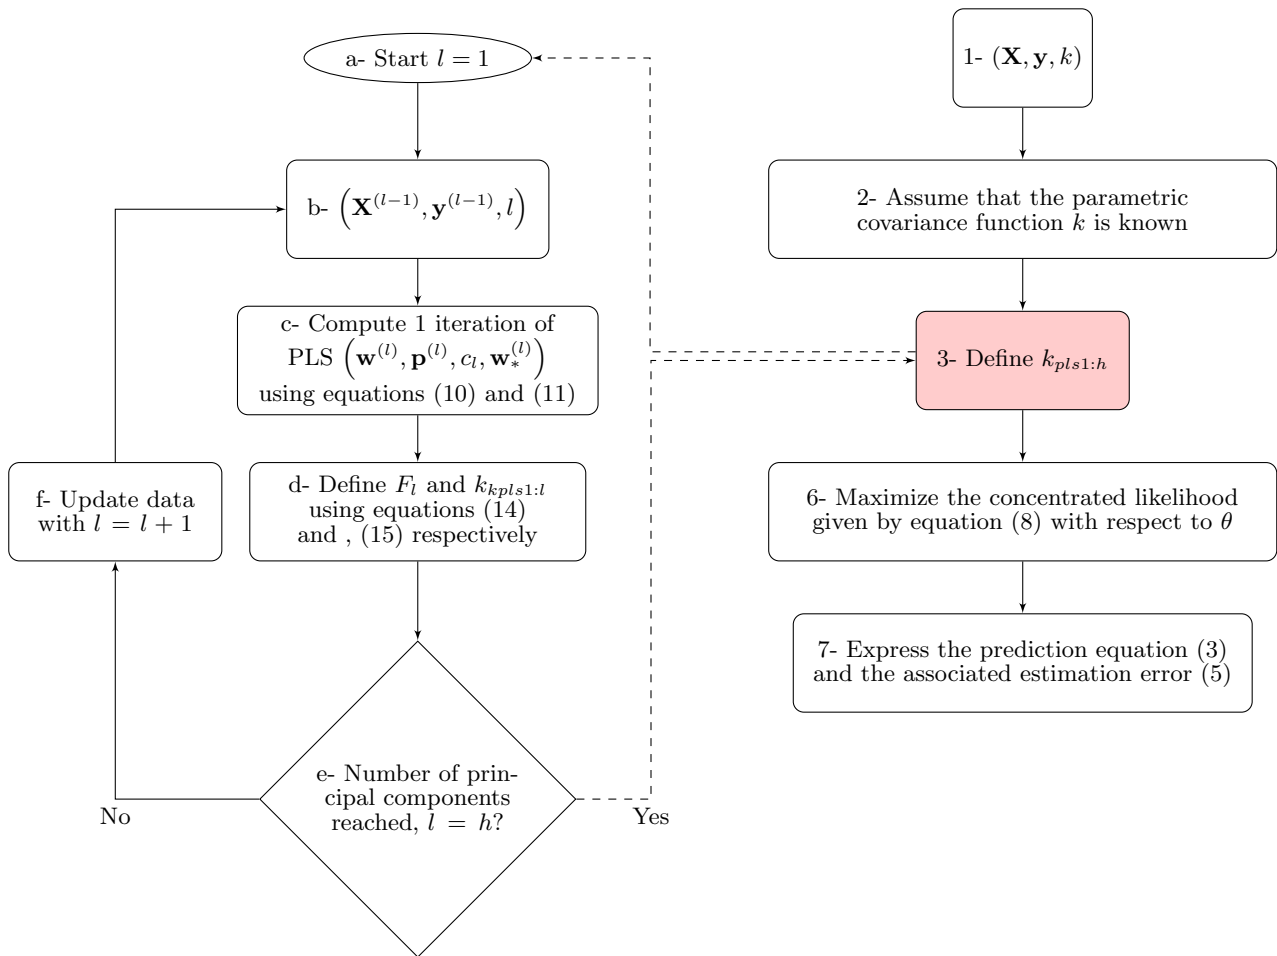 a- Start l = 1
b- (X^(l−1), y^(l−1), l)
c- Compute 1 iteration of
PLS (w^(l), p^(l), c_l, w_*^(l))
using equations (10) and (11)
d- Define F_l and k_kpls1:l
using equations (14)
and , (15) respectively
e- Number of prin-
cipal components
reached, l = h?
No
Yes
f- Update data
with l = l + 1
1- (X, y, k)
2- Assume that the parametric
covariance function k is known
3- Define k_pls1:h
6- Maximize the concentrated likelihood
given by equation (8) with respect to θ
7- Express the prediction equation (3)
and the associated estimation error (5)